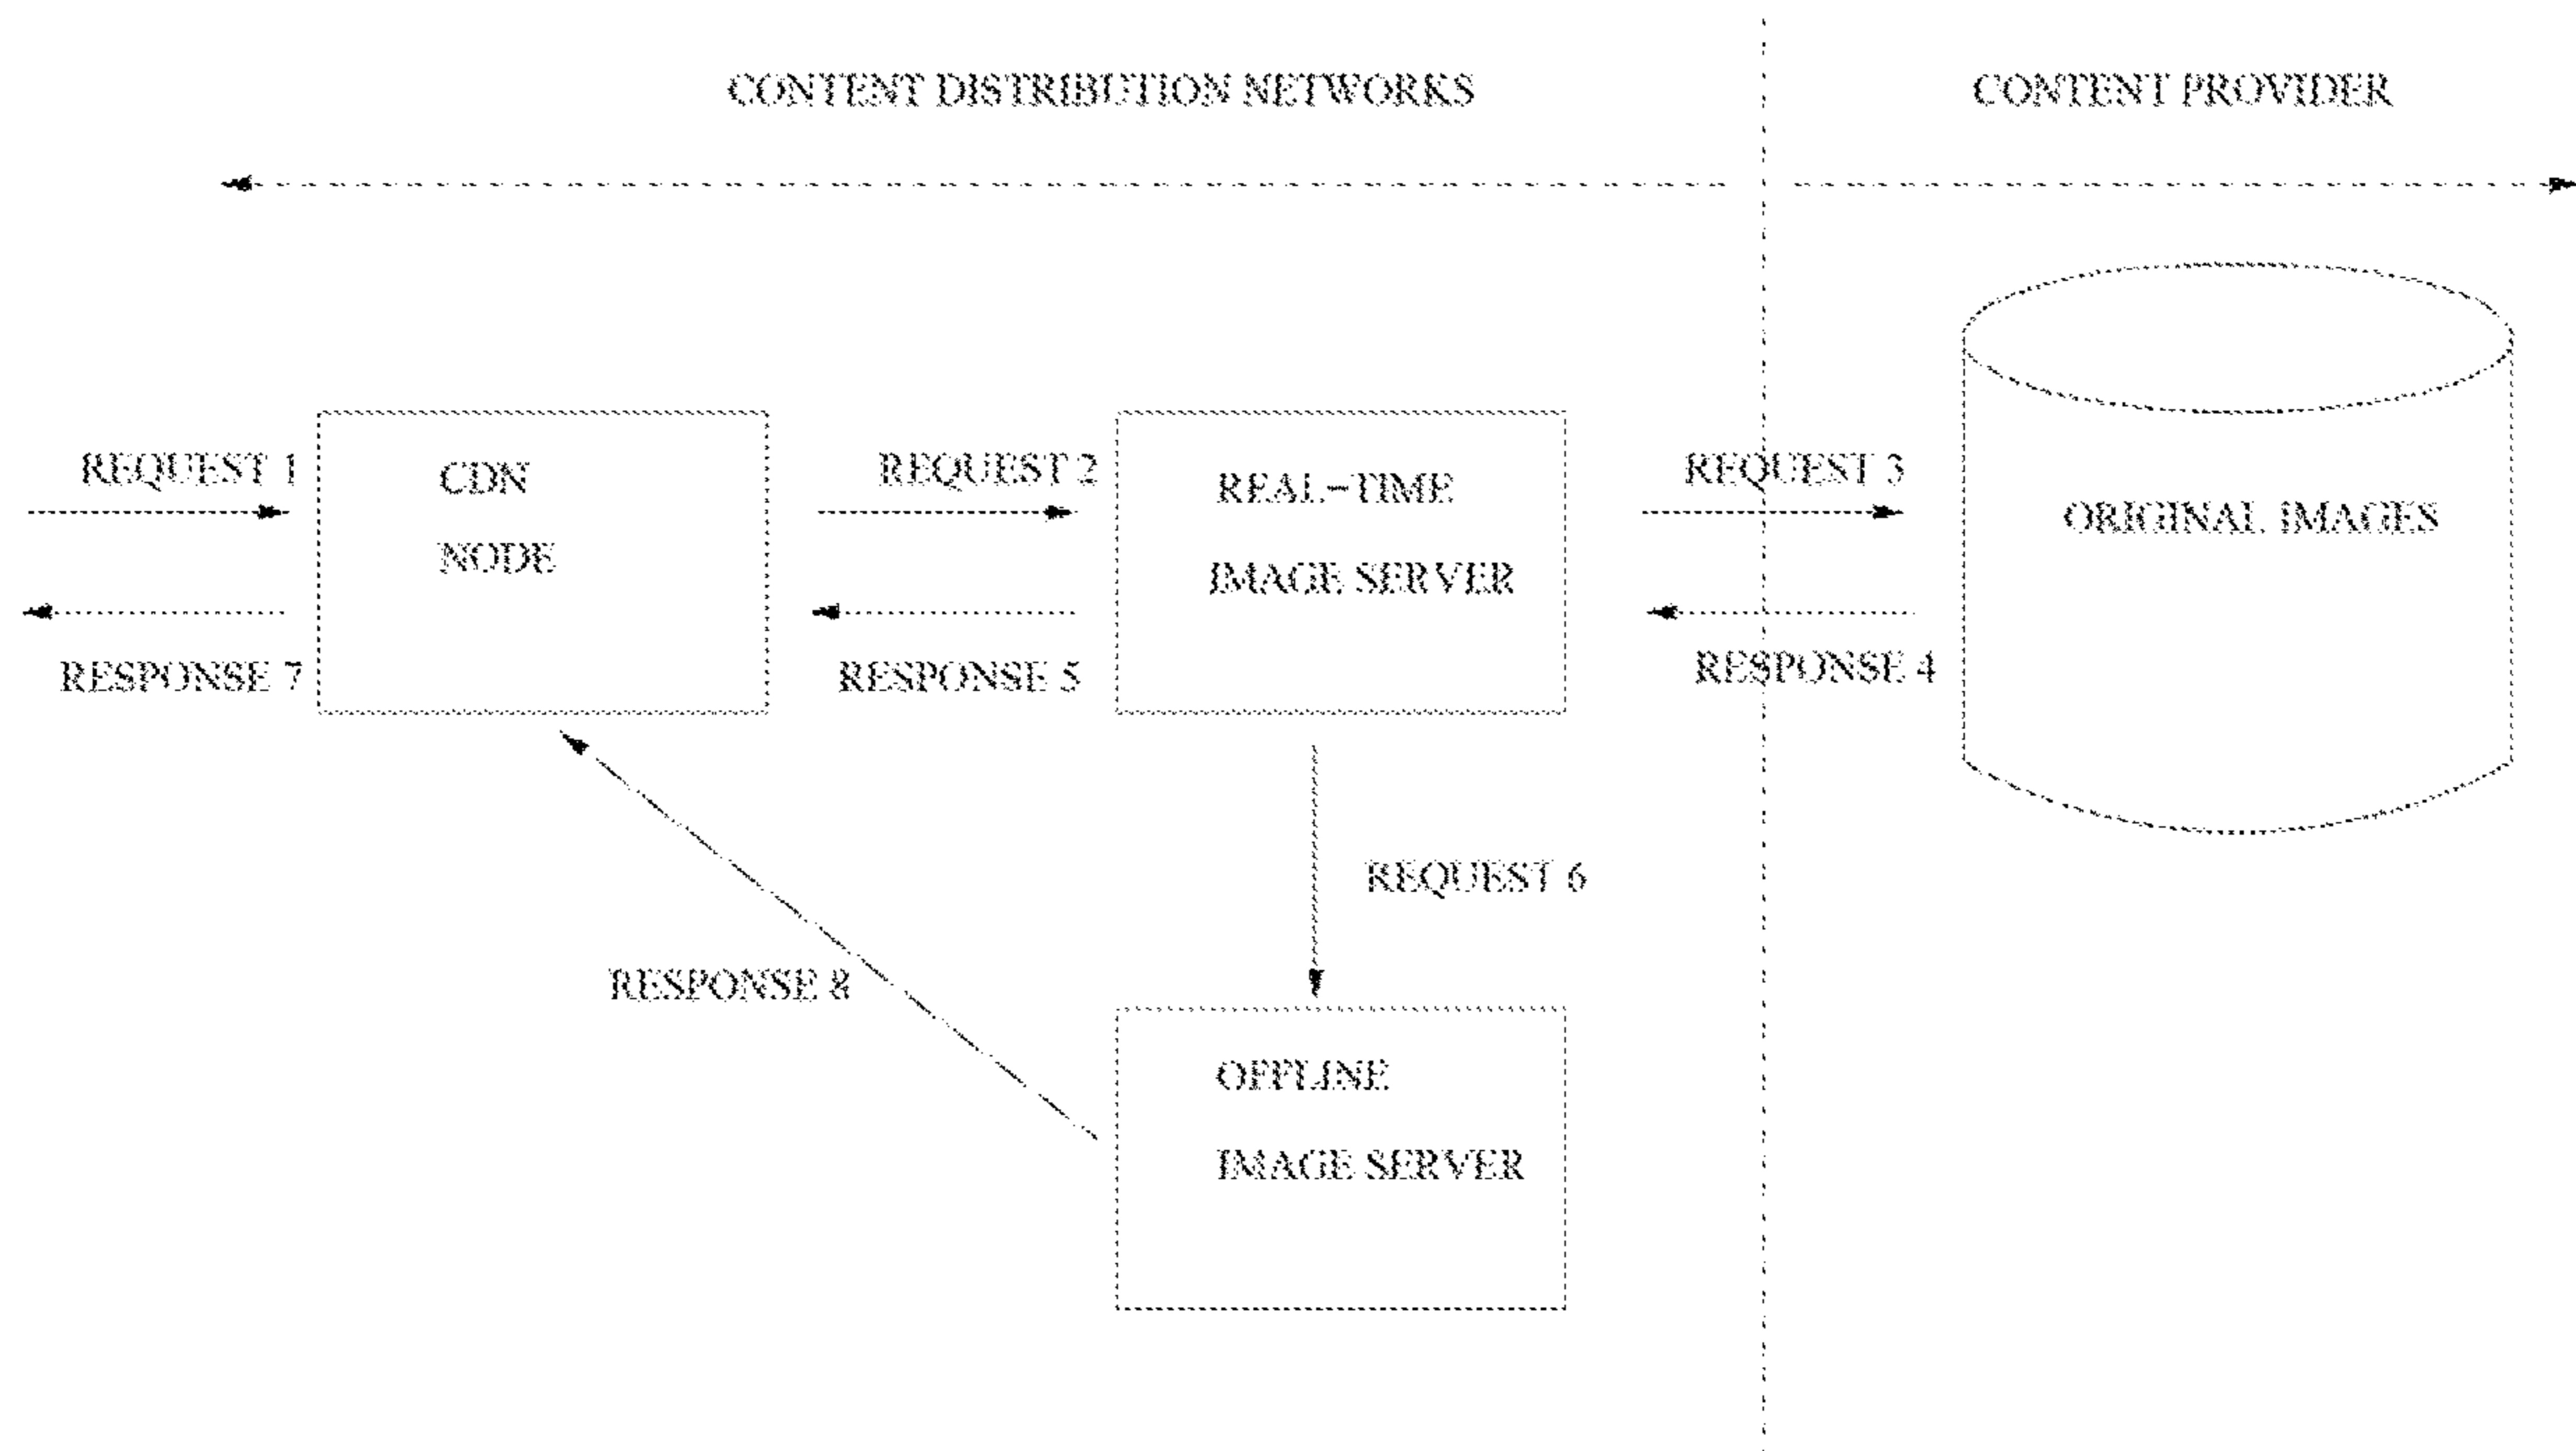 CONTENT DISTRIBUTION NETWORKS
CONTENT PROVIDER
REQUEST 1
CDN
NODE
RESPONSE 7
REQUEST 2
RESPONSE 5
REAL-TIME
IMAGE SERVER
REQUEST 3
RESPONSE 4
ORIGINAL IMAGES
REQUEST 6
RESPONSE 8
OFFLINE
IMAGE SERVER